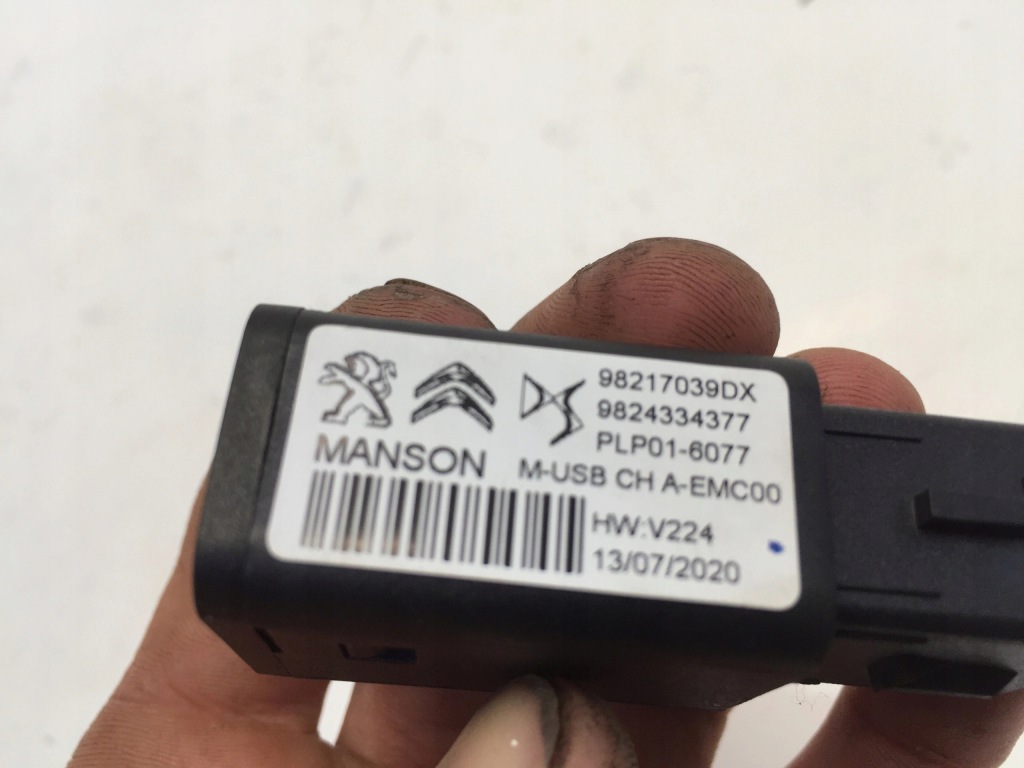 98217039DX
9824334377
PLP01-6077
MANSON M-USB CH A-EMC00
HW:V224
13/07/2020